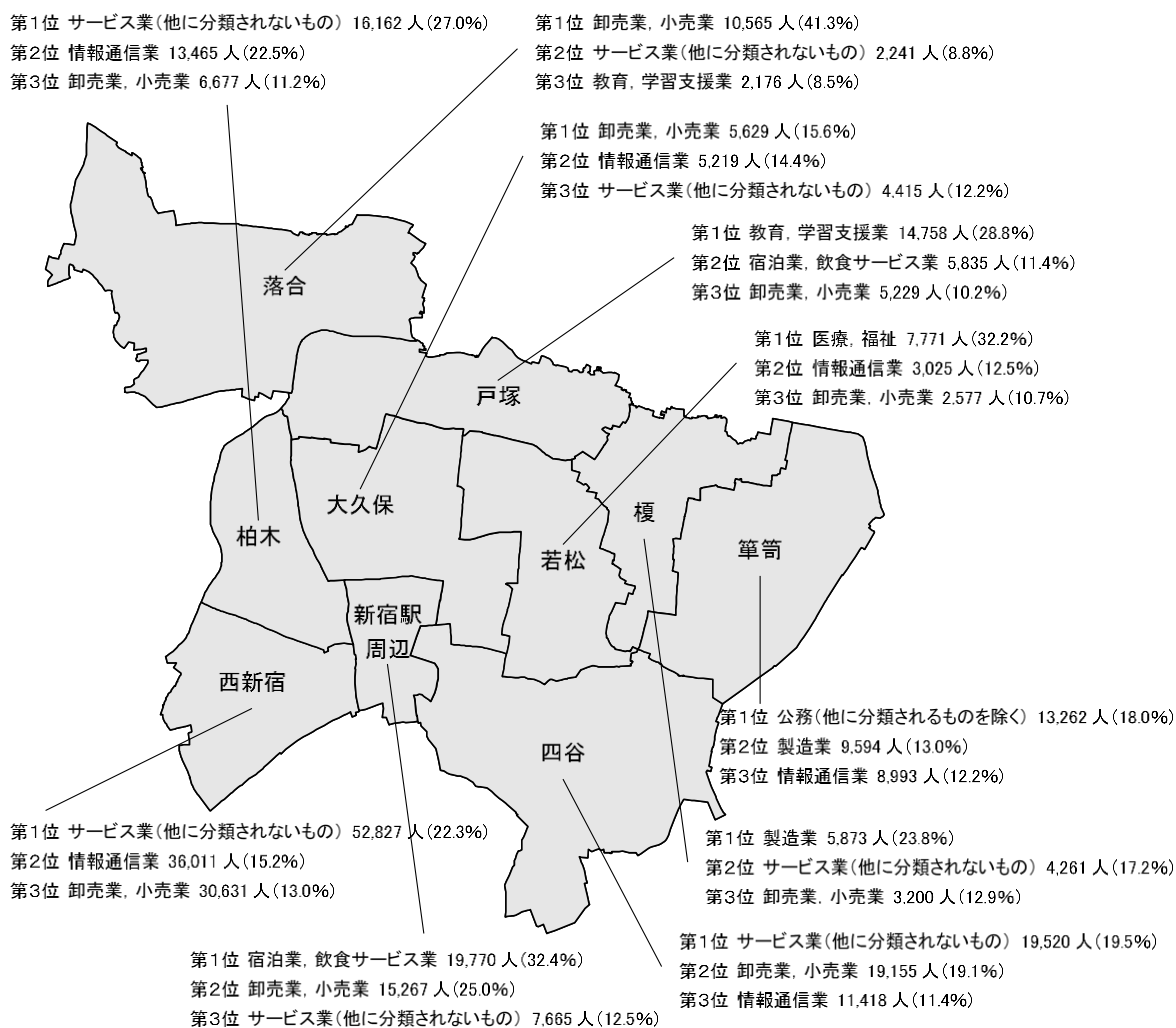 第1位 サービス業(他に分類されないもの) 16,162 人(27.0%)
第2位 情報通信業 13,465 人(22.5%)
第3位 卸売業, 小売業 6,677 人(11.2%)
第1位 卸売業, 小売業 10,565 人(41.3%)
第2位 サービス業(他に分類されないもの) 2,241 人(8.8%)
第3位 教育, 学習支援業 2,176 人(8.5%)
第1位 卸売業, 小売業 5,629 人(15.6%)
第2位 情報通信業 5,219 人(14.4%)
第3位 サービス業(他に分類されないもの) 4,415 人(12.2%)
第1位 教育, 学習支援業 14,758 人(28.8%)
第2位 宿泊業, 飲食サービス業 5,835 人(11.4%)
第3位 卸売業, 小売業 5,229 人(10.2%)
第1位 医療, 福祉 7,771 人(32.2%)
第2位 情報通信業 3,025 人(12.5%)
第3位 卸売業, 小売業 2,577 人(10.7%)
落合
戸塚
大久保
柏木
榎
若松
箪笥
新宿駅
周辺
西新宿
四谷
第1位 公務(他に分類されるものを除く) 13,262 人(18.0%)
第2位 製造業 9,594 人(13.0%)
第3位 情報通信業 8,993 人(12.2%)
第1位 サービス業(他に分類されないもの) 52,827 人(22.3%)
第2位 情報通信業 36,011 人(15.2%)
第3位 卸売業, 小売業 30,631 人(13.0%)
第1位 製造業 5,873 人(23.8%)
第2位 サービス業(他に分類されないもの) 4,261 人(17.2%)
第3位 卸売業, 小売業 3,200 人(12.9%)
第1位 宿泊業, 飲食サービス業 19,770 人(32.4%)
第2位 卸売業, 小売業 15,267 人(25.0%)
第3位 サービス業(他に分類されないもの) 7,665 人(12.5%)
第1位 サービス業(他に分類されないもの) 19,520 人(19.5%)
第2位 卸売業, 小売業 19,155 人(19.1%)
第3位 情報通信業 11,418 人(11.4%)